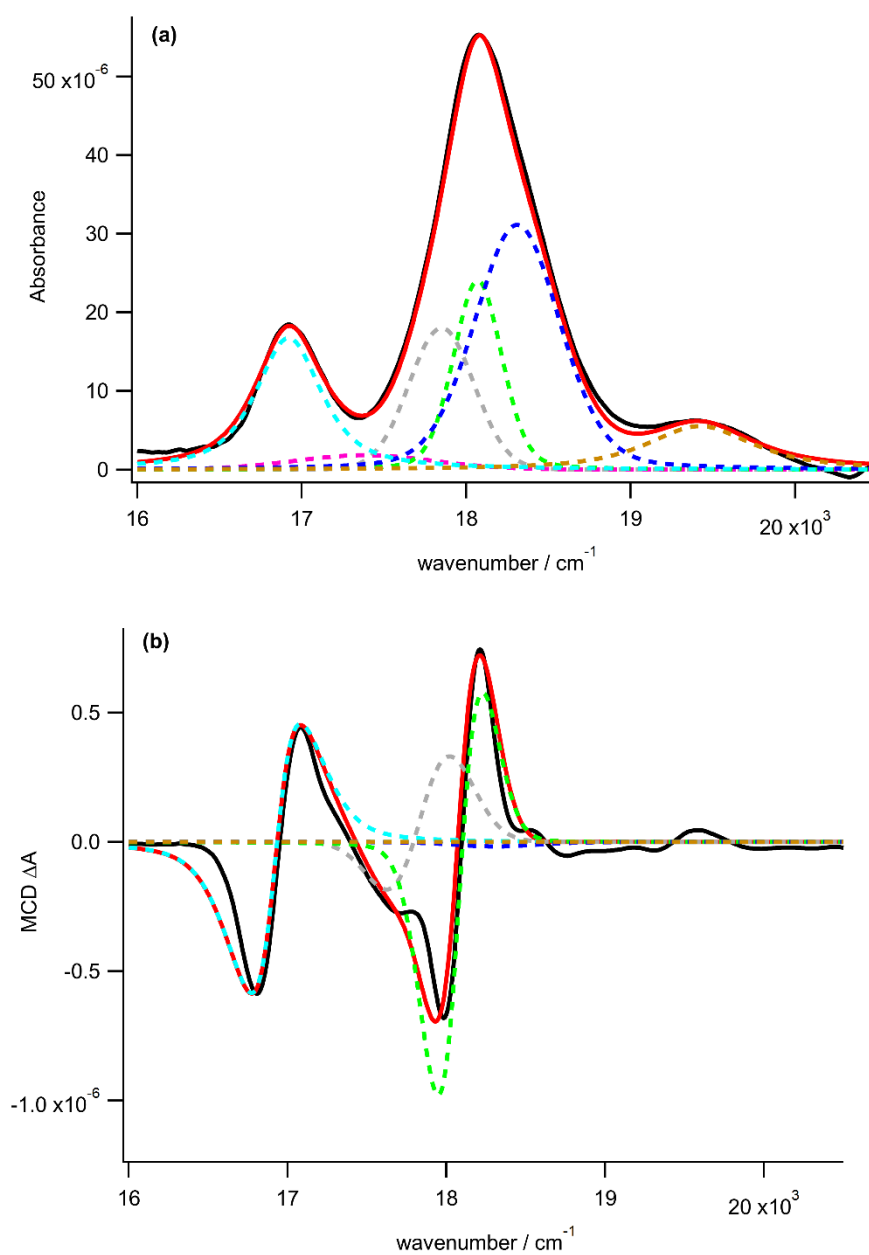 (a)
50 x10⁻⁶
40
30
20
10
0
Absorbance
16
17
18
19
20 x10³
wavenumber / cm⁻¹
(b)
0.5
0.0
-0.5
-1.0 x10⁻⁶
MCD ΔA
16
17
18
19
20 x10³
wavenumber / cm⁻¹